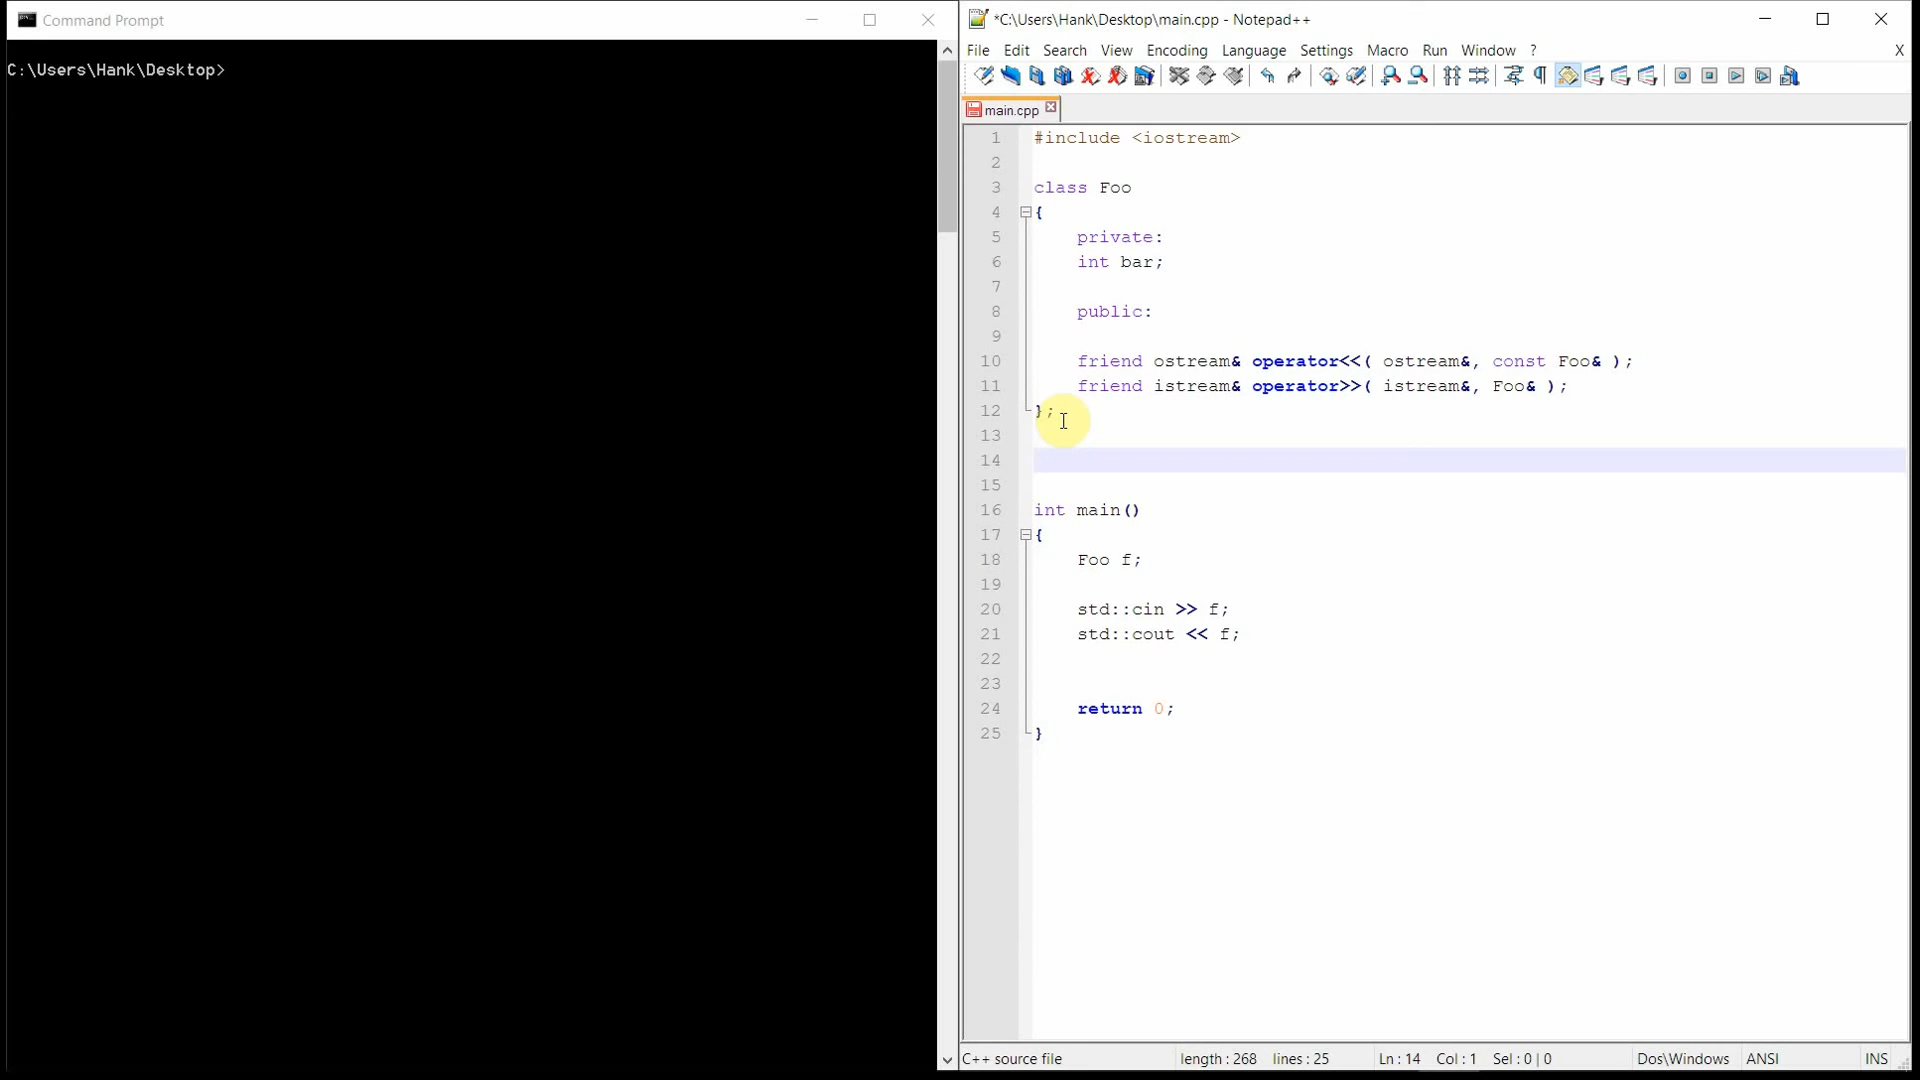 Command Prompt
C:\Users\Hank\Desktop>
*C:\Users\Hank\Desktop\main.cpp - Notepad++
File Edit Search View Encoding Language Settings Macro Run Window ? X
main.cpp
1 #include <iostream>
2
3 class Foo
4 {
5 private:
6 int bar;
7
8 public:
9
10 friend ostream& operator<<( ostream&, const Foo& );
11 friend istream& operator>>( istream&, Foo& );
12 };
13
14
15
16 int main()
17 {
18 Foo f;
19
20 std::cin >> f;
21 std::cout << f;
22
23
24 return 0;
25 }
C++ source file length : 268 lines : 25 Ln : 14 Col : 1 Sel : 0 | 0 Dos\Windows ANSI INS